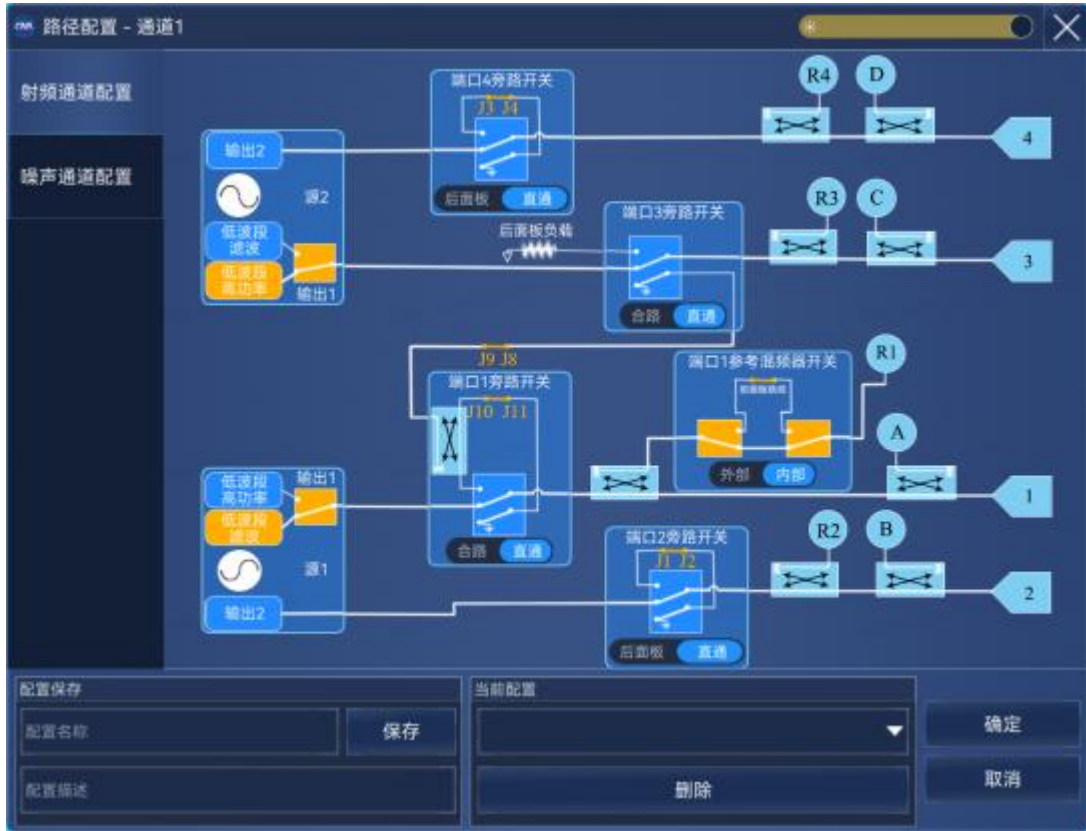 路径配置 - 通道1
射频通道配置
噪声通道配置
端口4旁路开关
J3 J4
后面板 直通
R4 D
4
输出2
源2
低波段
滤波
低波段
高功率
输出1
后面板负载
端口3旁路开关
合路 直通
R3 C
3
J9 J8
端口1旁路开关
J10 J11
合路 直通
端口1参考混频器开关
外部 内部
R1
A
1
低波段
高功率
输出1
低波段
滤波
源1
输出2
端口2旁路开关
J1 J2
后面板 直通
R2 B
2
配置保存
配置名称
保存
配置描述
当前配置
删除
确定
取消